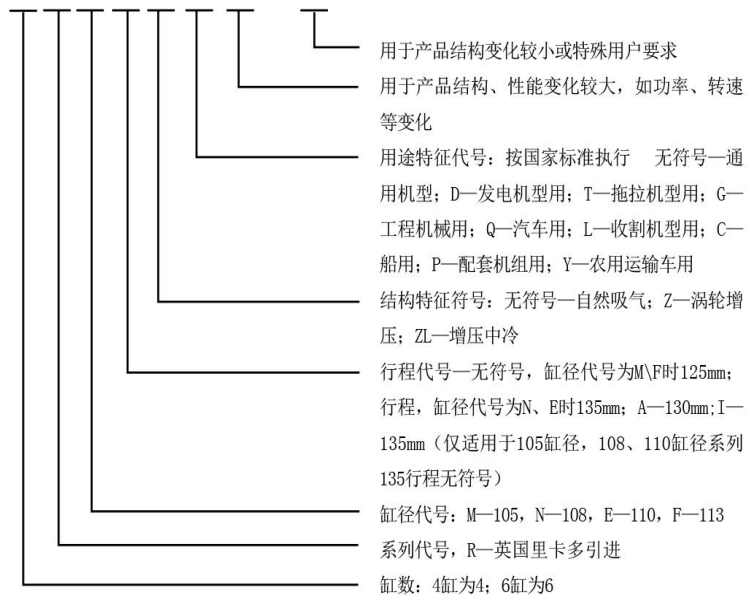 用于产品结构变化较小或特殊用户要求
用于产品结构、性能变化较大，如功率、转速
等变化
用途特征代号：按国家标准执行　无符号—通
用机型；D—发电机型用；T—拖拉机型用；G—
工程机械用；Q—汽车用；L—收割机型用；C—
船用；P—配套机组用；Y—农用运输车用
结构特征符号：无符号—自然吸气；Z—涡轮增
压；ZL—增压中冷
行程代号—无符号，缸径代号为M\F时125mm；
行程，缸径代号为N、E时135mm；A—130mm;I—
135mm（仅适用于105缸径，108、110缸径系列
135行程无符号）
缸径代号：M—105，N—108，E—110，F—113
系列代号，R—英国里卡多引进
缸数：4缸为4；6缸为6